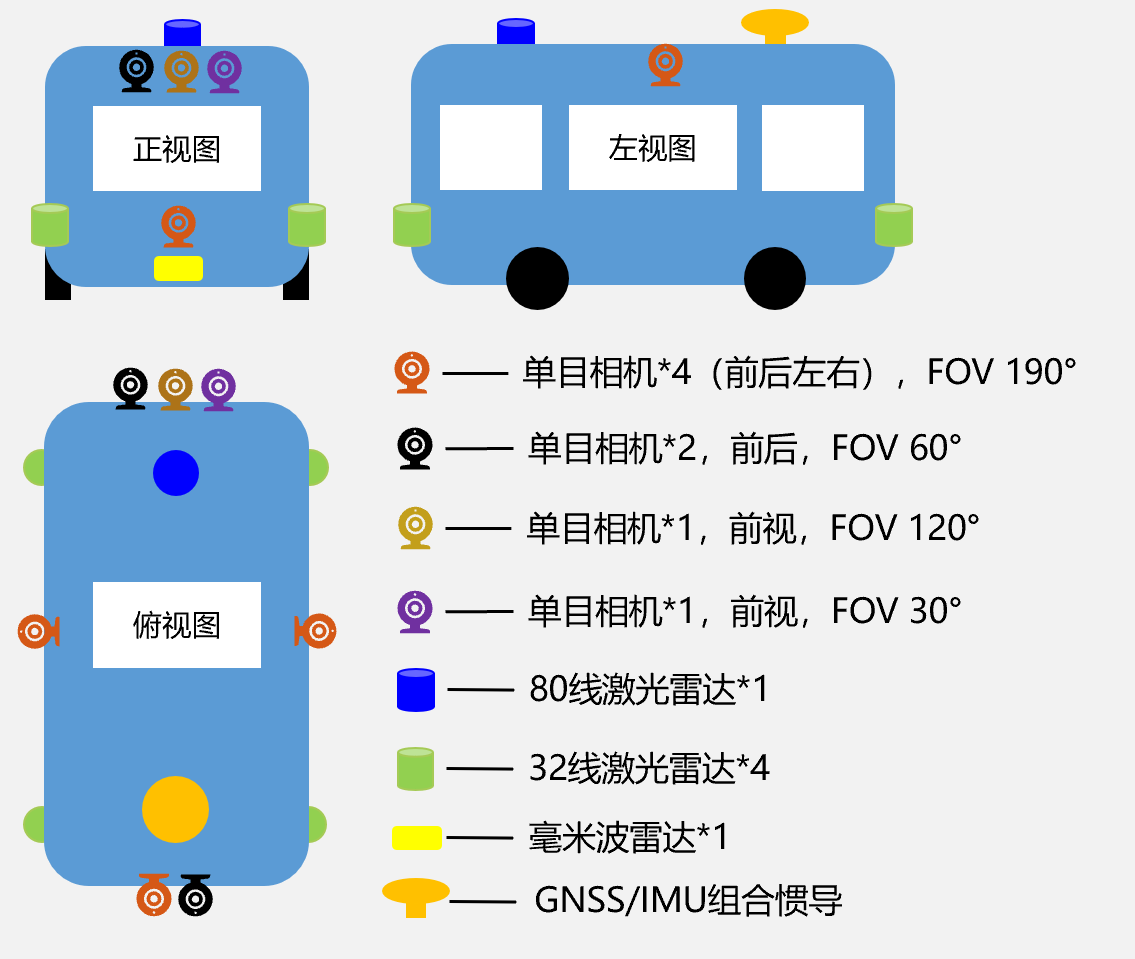 正视图
左视图
俯视图
单目相机*4（前后左右），FOV 190°
单目相机*2，前后，FOV 60°
单目相机*1，前视，FOV 120°
单目相机*1，前视，FOV 30°
80线激光雷达*1
32线激光雷达*4
毫米波雷达*1
GNSS/IMU组合惯导